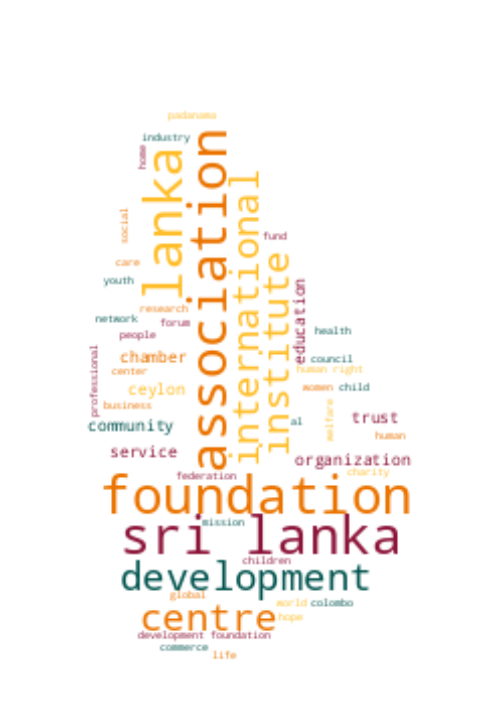 padanama
industry
home
association
lanka
international
social
fund
institute
care
youth
education
research
network
forum
health
people
professional
chamber
council
center
human right
ceylon
women
child
business
welfare
trust
al
community
human
service
organization
charity
federation
foundation
mission
sri lanka
children
development
global
world
colombo
centre
hope
development foundation
commerce
life